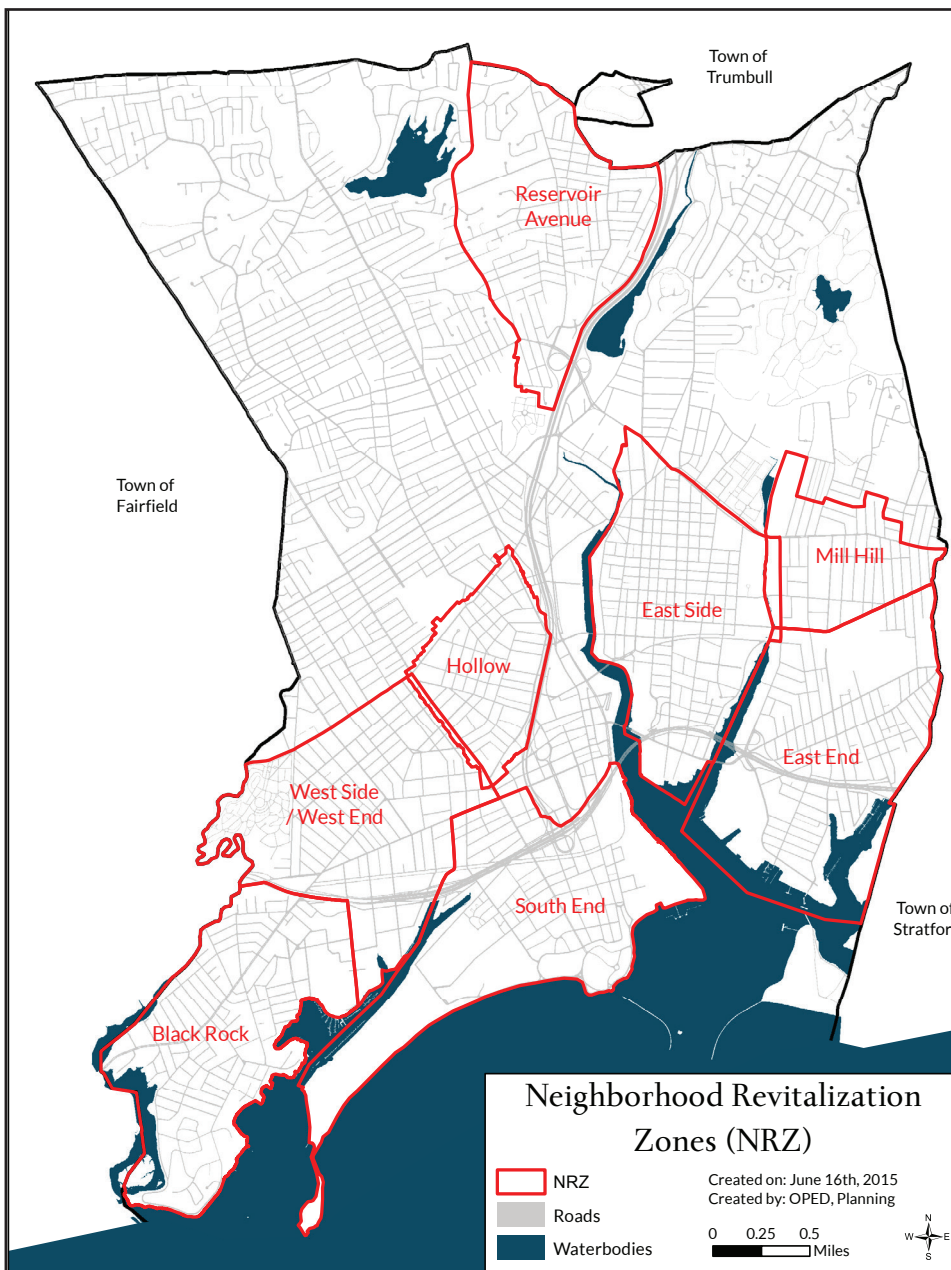 Town of
Trumbull
Reservoir
Avenue
Town of
Fairfield
Mill Hill
East Side
Hollow
East End
West Side
/ West End
South End
Town of
Stratfor
Black Rock
Neighborhood Revitalization
Zones (NRZ)
NRZ
Roads
Waterbodies
Created on: June 16th, 2015
Created by: OPED, Planning
0 0.25 0.5
Miles
N
W E
S